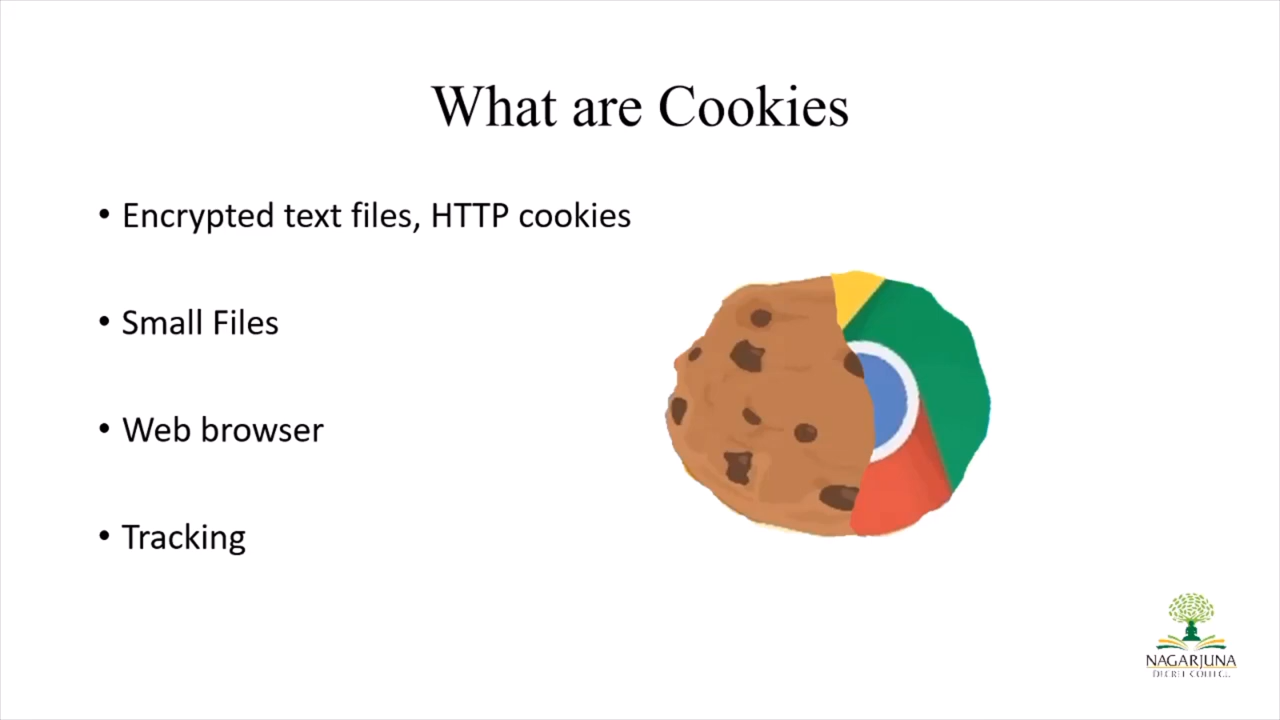 What are Cookies
• Encrypted text files, HTTP cookies
• Small Files
• Web browser
• Tracking
NAGARJUNA